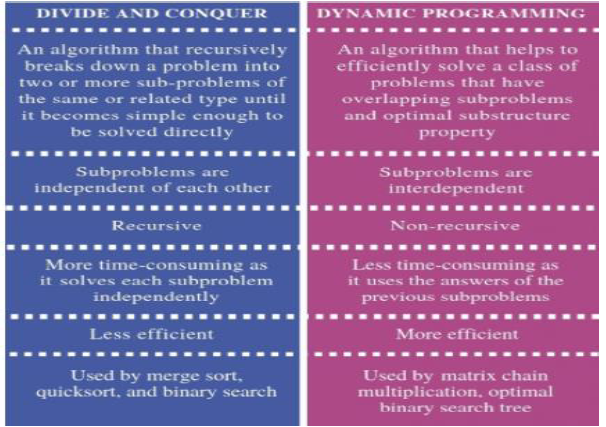 DIVIDE AND CONQUER
An algorithm that recursively
breaks down a problem into
two or more sub-problems of
the same or related type until
it becomes simple enough to
be solved directly
Subproblems are
independent of each other
Recursive
More time-consuming as
it solves each subproblem
independently
Less efficient
Used by merge sort,
quicksort, and binary search
DYNAMIC PROGRAMMING
An algorithm that helps to
efficiently solve a class of
problems that have
overlapping subproblems
and optimal substructure
property
Subproblems are
interdependent
Non-recursive
Less time-consuming as
it uses the answers of the
previous subproblems
More efficient
Used by matrix chain
multiplication, optimal
binary search tree